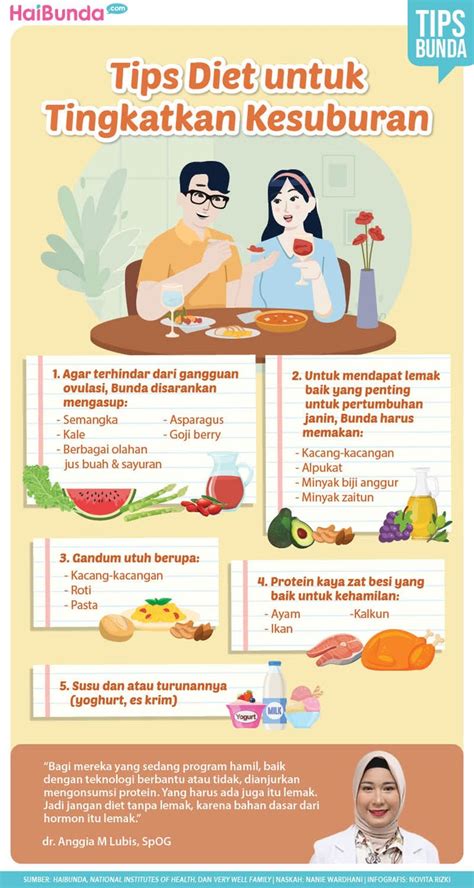 HaiBunda.com
TIPS
BUNDA
Tips Diet untuk
Tingkatkan Kesuburan
1. Agar terhindar dari gangguan
ovulasi, Bunda disarankan
mengasup:
- Semangka
- Kale
- Berbagai olahan
jus buah & sayuran
- Asparagus
- Goji berry
2. Untuk mendapat lemak
baik yang penting
untuk pertumbuhan
janin, Bunda harus
memakan:
- Kacang-kacangan
- Alpukat
- Minyak biji anggur
- Minyak zaitun
3. Gandum utuh berupa:
- Kacang-kacangan
- Roti
- Pasta
4. Protein kaya zat besi yang
baik untuk kehamilan:
- Ayam
- Ikan
-Kalkun
5. Susu dan atau turunannya
(yoghurt, es krim)
Yogurt
MILK
"Bagi mereka yang sedang program hamil, baik
dengan teknologi berbantu atau tidak, dianjurkan
mengonsumsi protein. Yang harus ada juga itu lemak.
Jadi jangan diet tanpa lemak, karena bahan dasar dari
hormon itu lemak."
dr. Anggia M Lubis, SpOG
SUMBER: HAIBUNDA, NATIONAL INSTITUTES OF HEALTH, DAN VERY WELL FAMILY | NASKAH: NANIE WARDHANI | INFOGRAFIS: NOVITA RIZKI